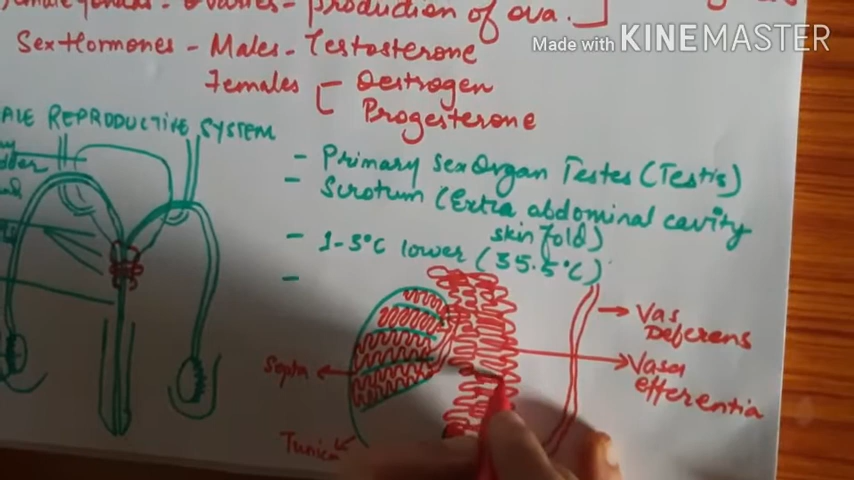 Ovaries - production of ova.
Made with KINEMASTER
Sex Hormones - Males - Testosterone
Females
Oestrogen
Progesterone
REPRODUCTIVE SYSTEM
- Primary Sex Organ Testes (Testis)
- Scrotum (Extra abdominal cavity
skin fold)
- 1-3°C lower (35.5°C)
-
Vas
Deferens
Vasa
efferentia
Septa
Tunica